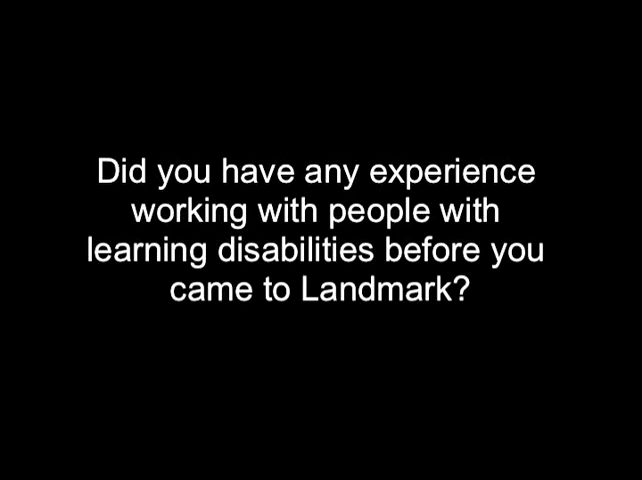 Did you have any experience
working with people with
learning disabilities before you
came to Landmark?